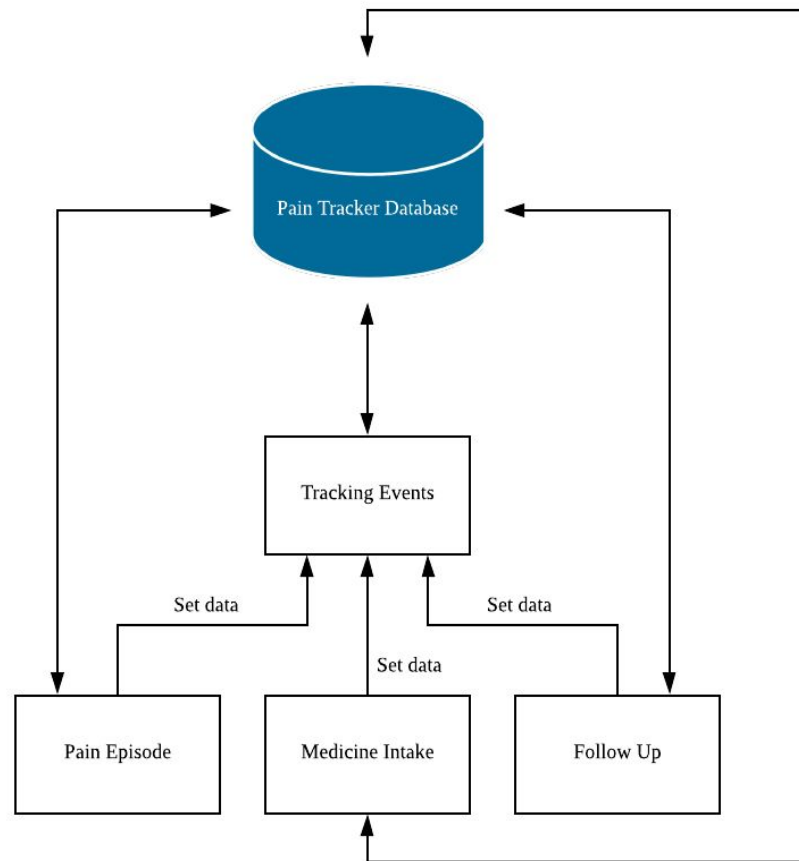 Pain Tracker Database
Tracking Events
Set data
Set data
Set data
Pain Episode
Medicine Intake
Follow Up